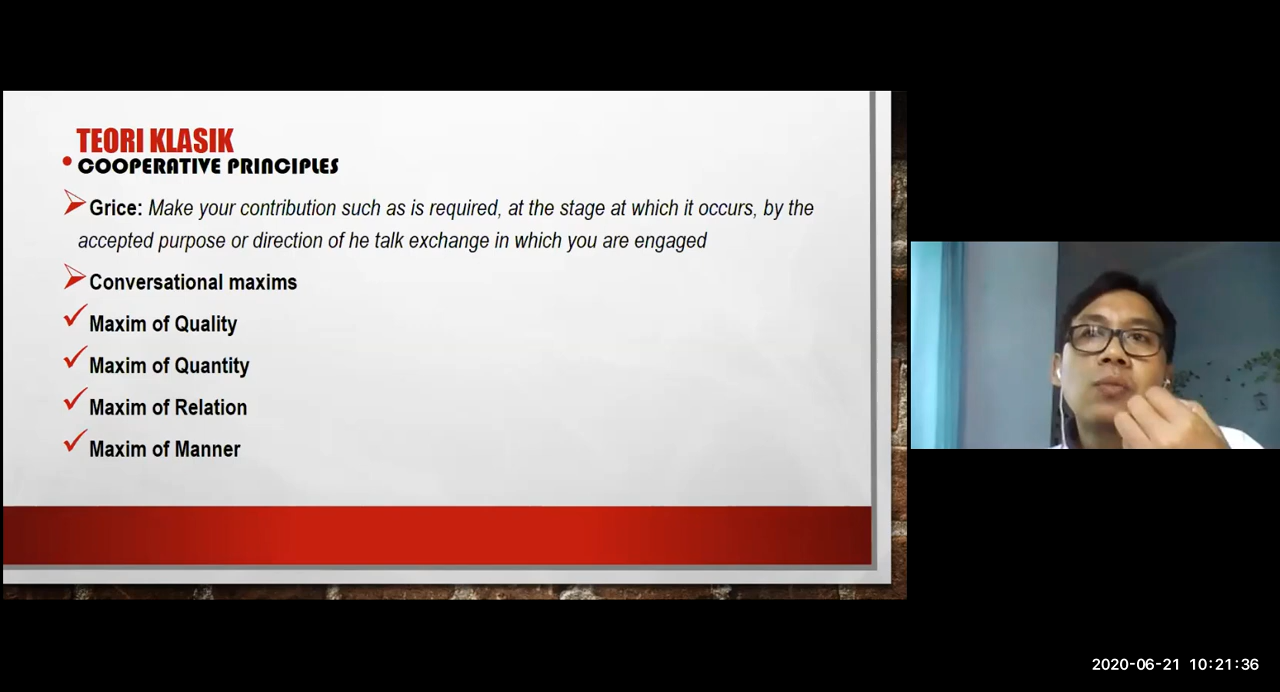 TEORI KLASIK
• COOPERATIVE PRINCIPLES
Grice: Make your contribution such as is required, at the stage at which it occurs, by the
accepted purpose or direction of he talk exchange in which you are engaged
Conversational maxims
Maxim of Quality
Maxim of Quantity
Maxim of Relation
Maxim of Manner
2020-06-21 10:21:36